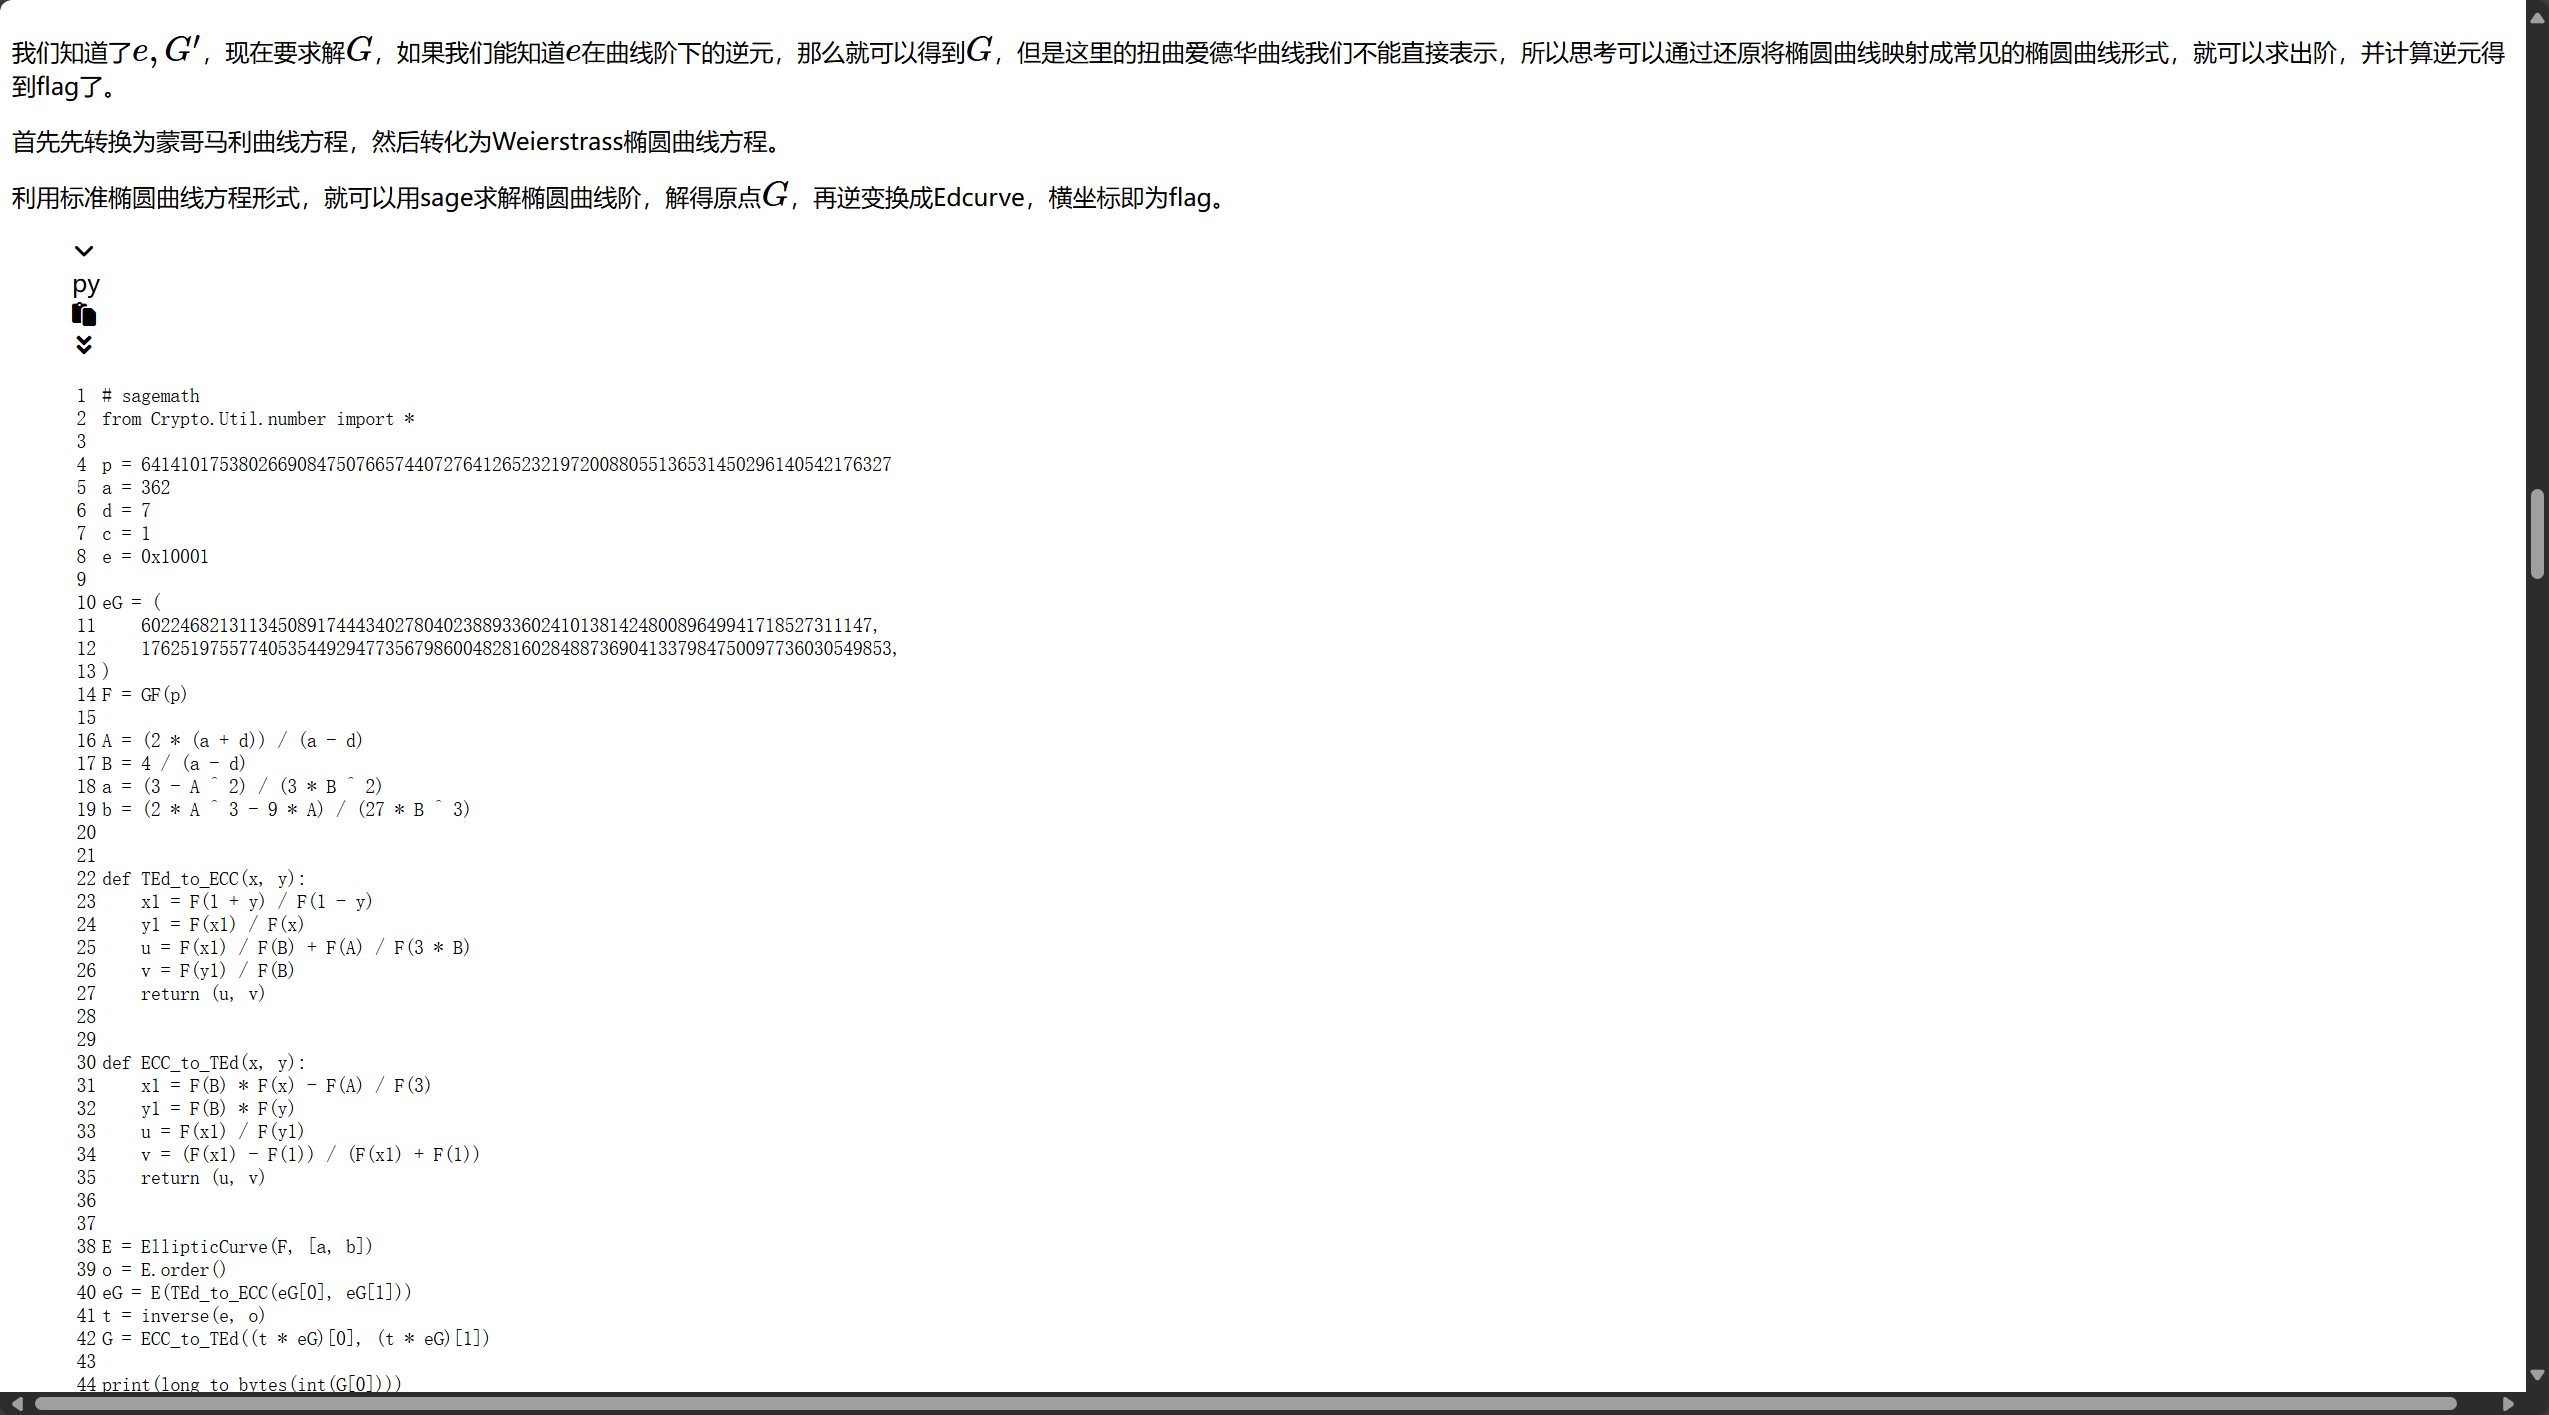 我们知道了e, G′，现在要求解G，如果我们能知道e在曲线阶下的逆元，那么就可以得到G，但是这里的扭曲爱德华曲线我们不能直接表示，所以思考可以通过还原将椭圆曲线映射成常见的椭圆曲线形式，就可以求出阶，并计算逆元得
到flag了。
首先先转换为蒙哥马利曲线方程，然后转化为Weierstrass椭圆曲线方程。
利用标准椭圆曲线方程形式，就可以用sage求解椭圆曲线阶，解得原点G，再逆变换成Edcurve，横坐标即为flag。
py
1 # sagemath
2 from Crypto.Util.number import *
3
4 p = 64141017538026690847507665744072764126523219720088055136531450296140542176327
5 a = 362
6 d = 7
7 c = 1
8 e = 0x10001
9
10 eG = (
11     60224682131134508917444340278040238893360241013814248008964994171852731​1147,
12     17625197557740535449294773567986004828160284887369041337984750097736030549853,
13 )
14 F = GF(p)
15
16 A = (2 * (a + d)) / (a - d)
17 B = 4 / (a - d)
18 a = (3 - A ^ 2) / (3 * B ^ 2)
19 b = (2 * A ^ 3 - 9 * A) / (27 * B ^ 3)
20
21
22 def TEd_to_ECC(x, y):
23     x1 = F(1 + y) / F(1 - y)
24     y1 = F(x1) / F(x)
25     u = F(x1) / F(B) + F(A) / F(3 * B)
26     v = F(y1) / F(B)
27     return (u, v)
28
29
30 def ECC_to_TEd(x, y):
31     x1 = F(B) * F(x) - F(A) / F(3)
32     y1 = F(B) * F(y)
33     u = F(x1) / F(y1)
34     v = (F(x1) - F(1)) / (F(x1) + F(1))
35     return (u, v)
36
37
38 E = EllipticCurve(F, [a, b])
39 o = E.order()
40 eG = E(TEd_to_ECC(eG[0], eG[1]))
41 t = inverse(e, o)
42 G = ECC_to_TEd((t * eG)[0], (t * eG)[1])
43
44 print(long_to_bytes(int(G[0])))